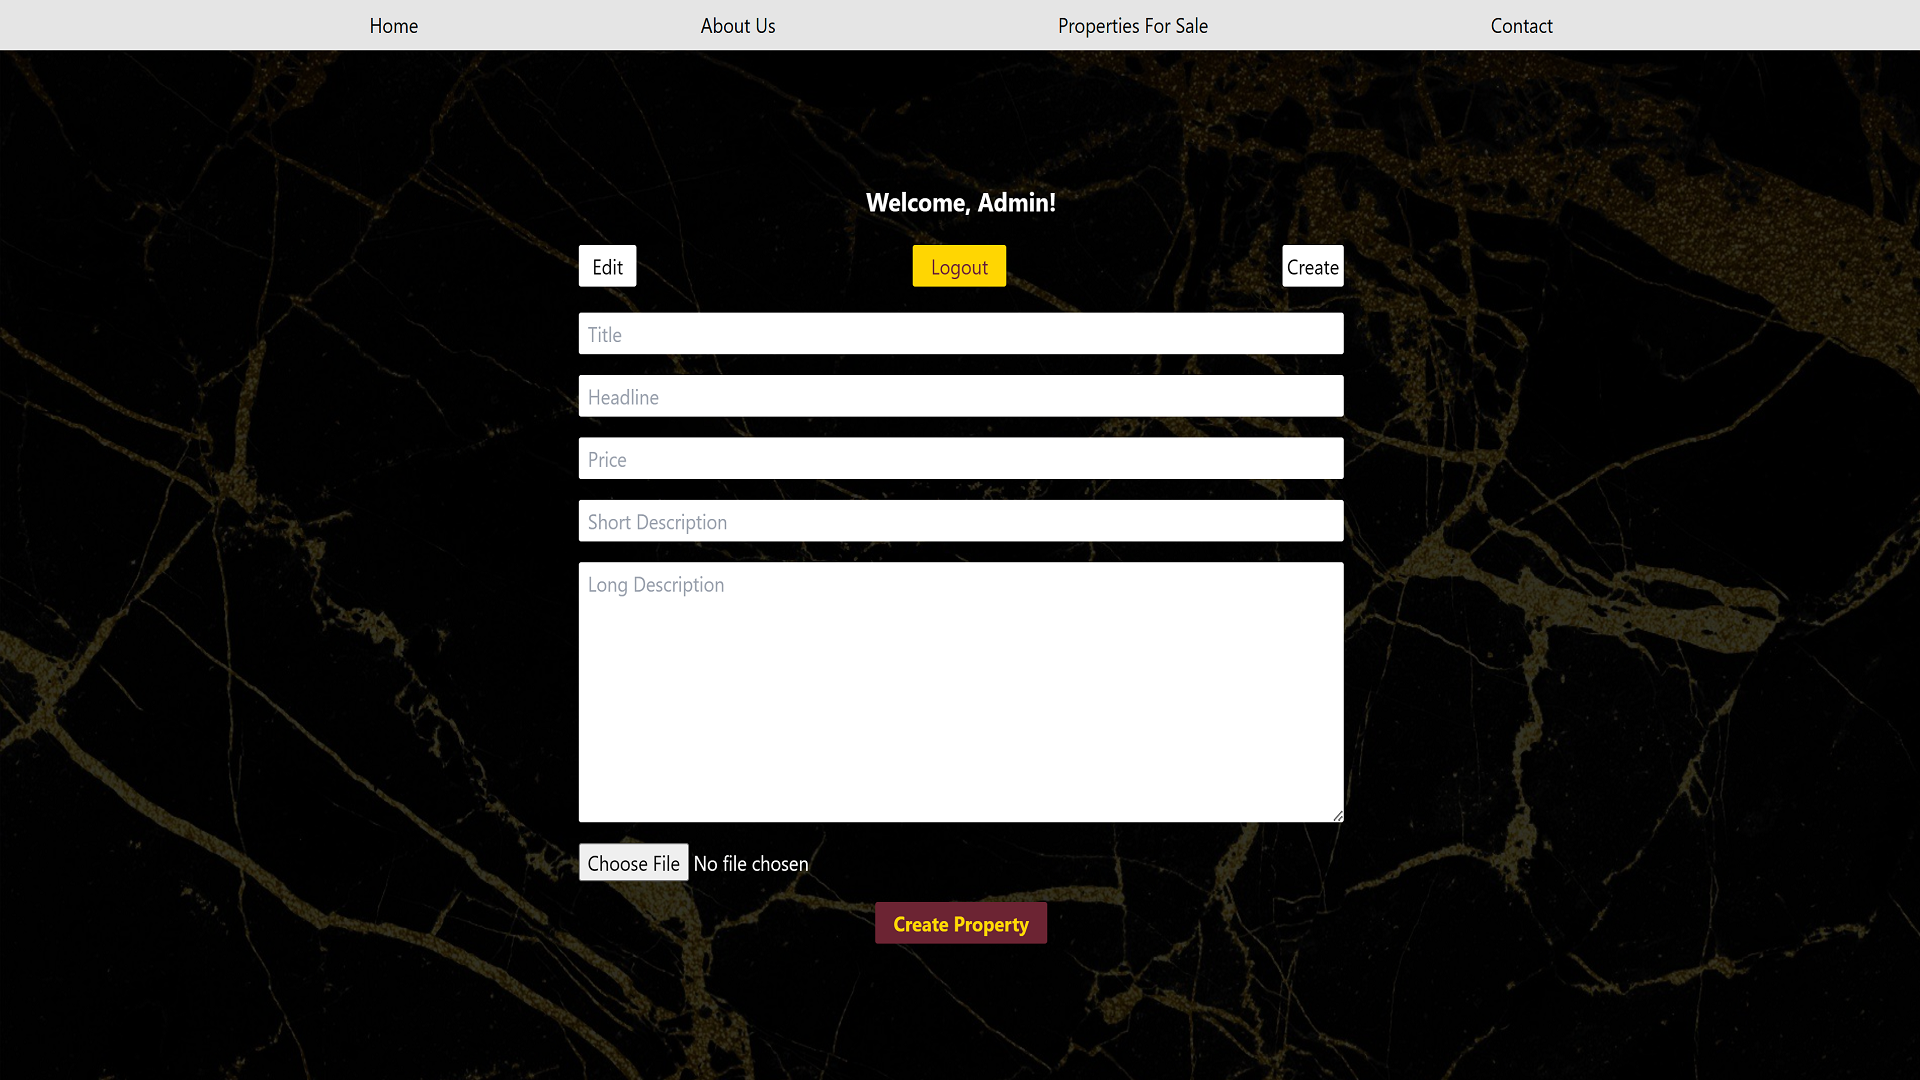 Home About Us Properties For Sale Contact
Welcome, Admin!
Edit Logout Create
Title
Headline
Price
Short Description
Long Description
Choose File No file chosen
Create Property